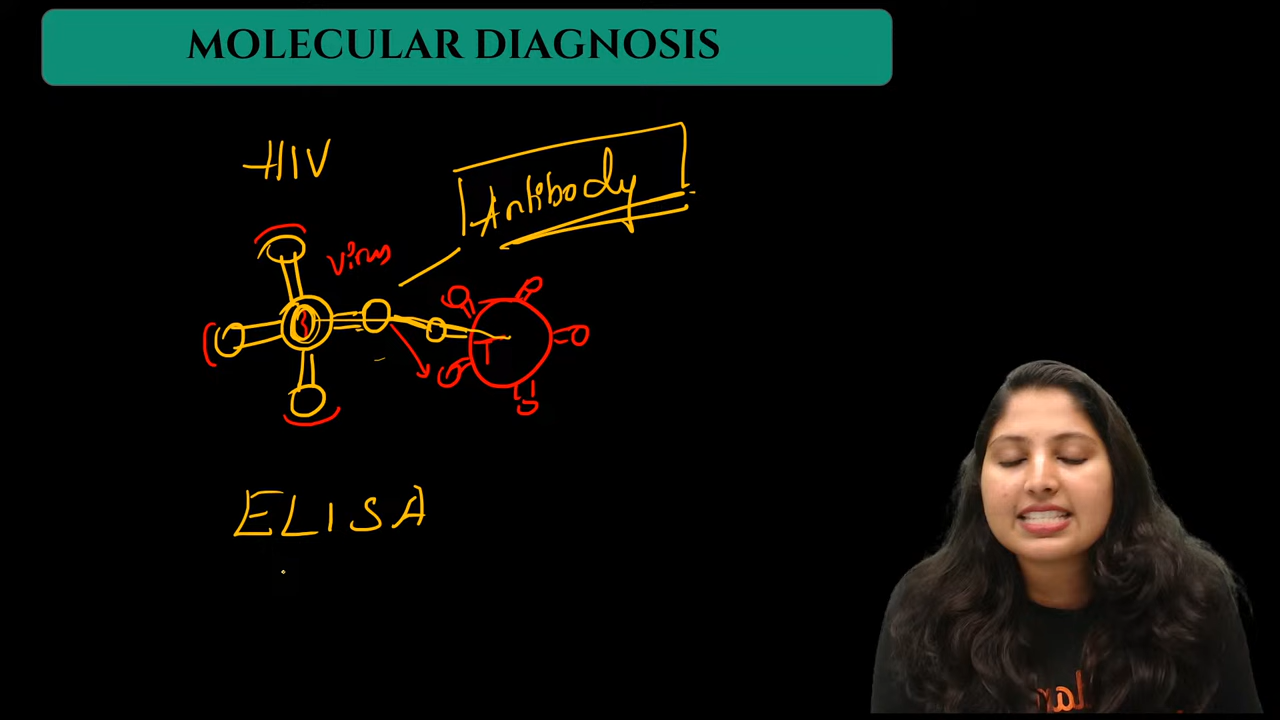 MOLECULAR DIAGNOSIS
HIV
Antibody
Virus
T
ELISA